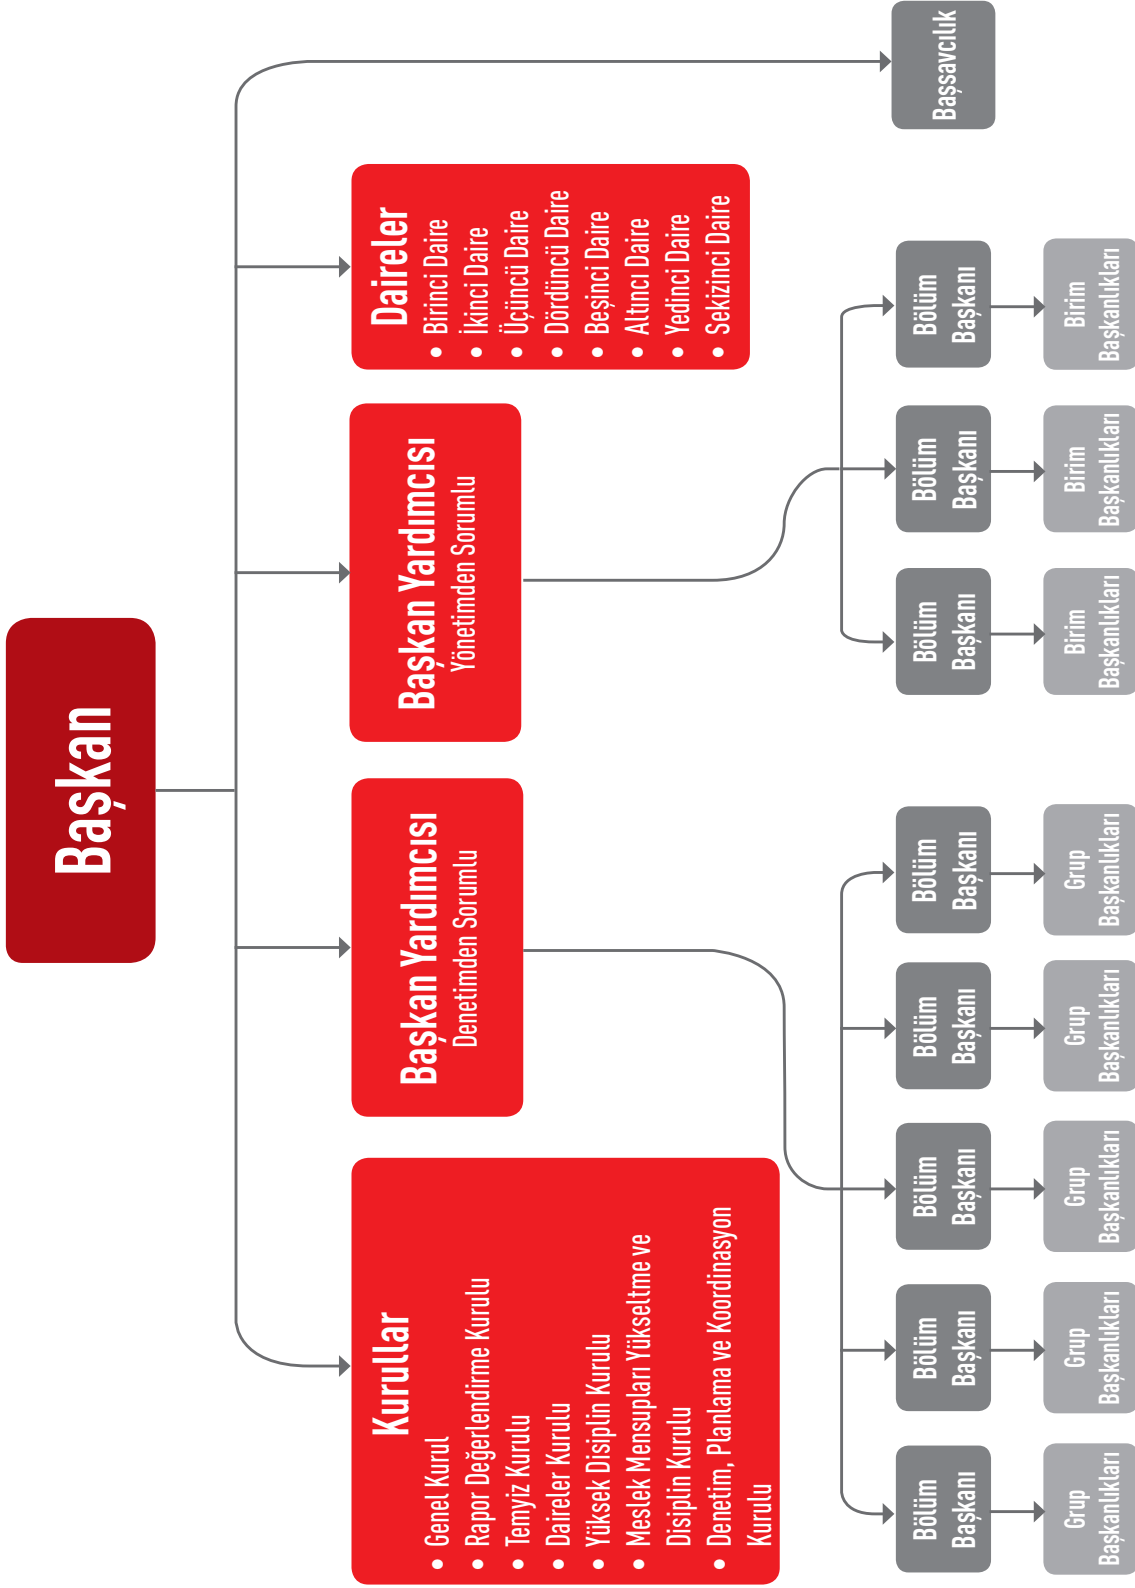 Başkan
Kurullar
• Genel Kurul
• Rapor Değerlendirme Kurulu
• Temyiz Kurulu
• Daireler Kurulu
• Yüksek Disiplin Kurulu
• Meslek Mensupları Yükseltme ve
Disiplin Kurulu
• Denetim, Planlama ve Koordinasyon
Kurulu
Başkan Yardımcısı
Denetimden Sorumlu
Başkan Yardımcısı
Yönetimden Sorumlu
Daireler
• Birinci Daire
• İkinci Daire
• Üçüncü Daire
• Dördüncü Daire
• Beşinci Daire
• Altıncı Daire
• Yedinci Daire
• Sekizinci Daire
Bölüm
Başkanı
Bölüm
Başkanı
Bölüm
Başkanı
Bölüm
Başkanı
Bölüm
Başkanı
Bölüm
Başkanı
Bölüm
Başkanı
Bölüm
Başkanı
Başsavcılık
Grup
Başkanlıkları
Grup
Başkanlıkları
Grup
Başkanlıkları
Grup
Başkanlıkları
Grup
Başkanlıkları
Birim
Başkanlıkları
Birim
Başkanlıkları
Birim
Başkanlıkları